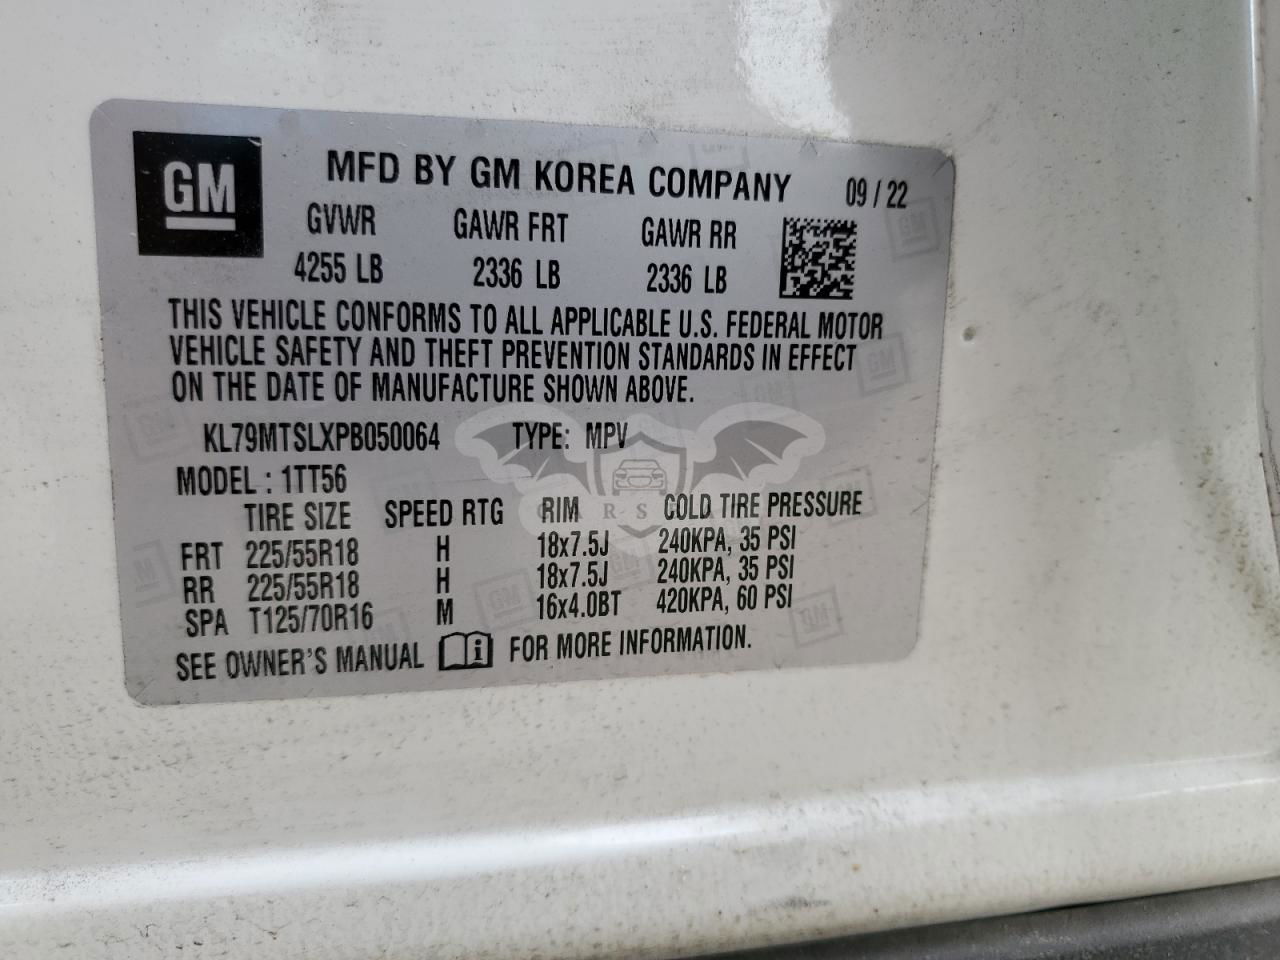 GM
MFD BY GM KOREA COMPANY 09 / 22
GVWR GAWR FRT GAWR RR
4255 LB 2336 LB 2336 LB
THIS VEHICLE CONFORMS TO ALL APPLICABLE U.S. FEDERAL MOTOR
VEHICLE SAFETY AND THEFT PREVENTION STANDARDS IN EFFECT
ON THE DATE OF MANUFACTURE SHOWN ABOVE.
KL79MTSLXPB050064 TYPE: MPV
MODEL : 1TT56
TIRE SIZE SPEED RTG RIM COLD TIRE PRESSURE
FRT 225/55R18 H 18x7.5J 240KPA, 35 PSI
RR 225/55R18 H 18x7.5J 240KPA, 35 PSI
SPA T125/70R16 M 16x4.0BT 420KPA, 60 PSI
SEE OWNER'S MANUAL i FOR MORE INFORMATION.